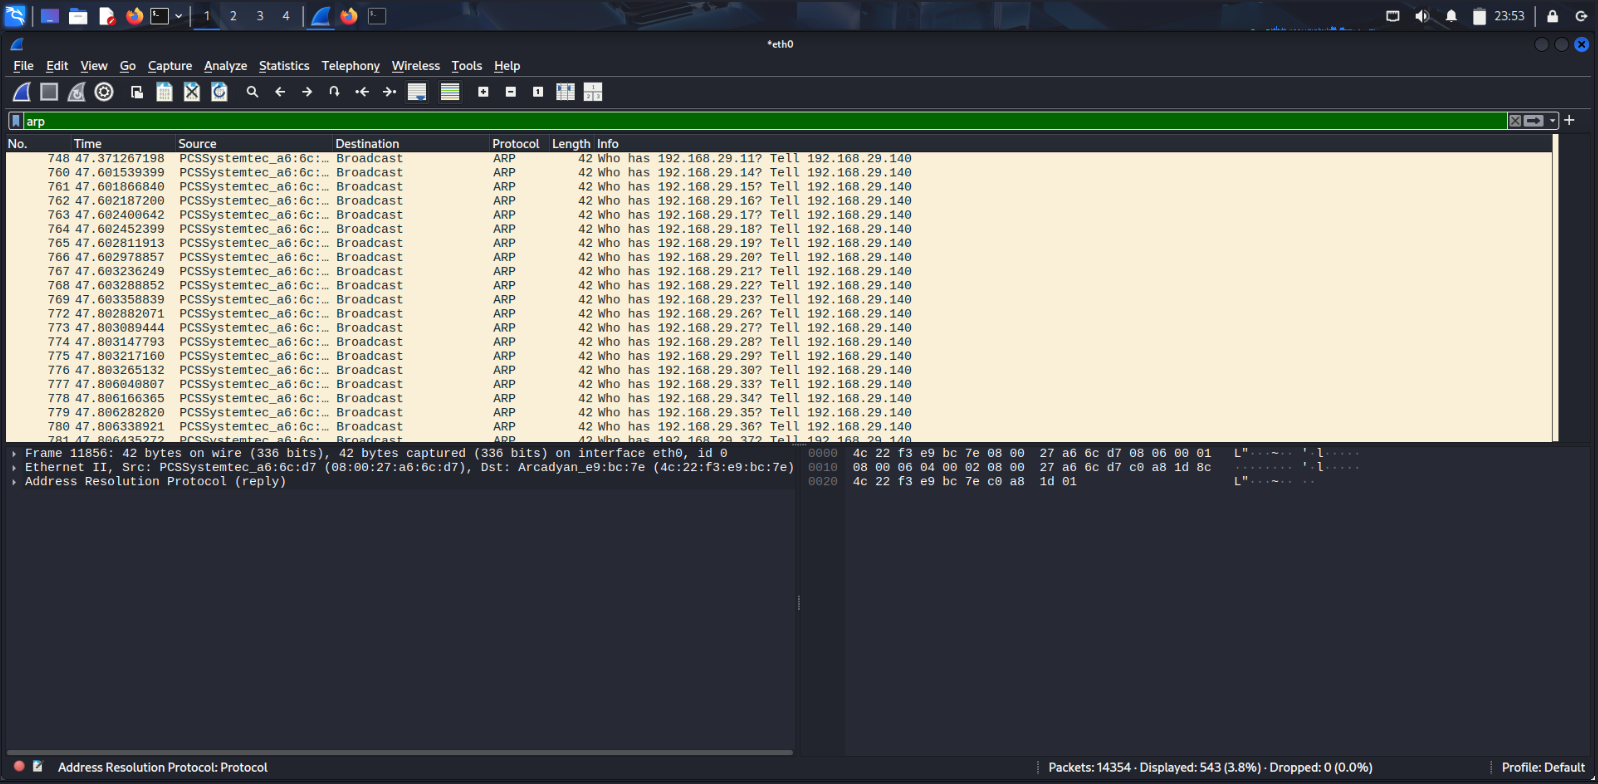 1 2 3 4 23:53
*eth0
File Edit View Go Capture Analyze Statistics Telephony Wireless Tools Help
arp
No. Time Source Destination Protocol Length Info
748 47.371267198 PCSSystemtec_a6:6c:… Broadcast ARP 42 Who has 192.168.29.11? Tell 192.168.29.140
760 47.601539399 PCSSystemtec_a6:6c:… Broadcast ARP 42 Who has 192.168.29.14? Tell 192.168.29.140
761 47.601866840 PCSSystemtec_a6:6c:… Broadcast ARP 42 Who has 192.168.29.15? Tell 192.168.29.140
762 47.602187200 PCSSystemtec_a6:6c:… Broadcast ARP 42 Who has 192.168.29.16? Tell 192.168.29.140
763 47.602400642 PCSSystemtec_a6:6c:… Broadcast ARP 42 Who has 192.168.29.17? Tell 192.168.29.140
764 47.602452399 PCSSystemtec_a6:6c:… Broadcast ARP 42 Who has 192.168.29.18? Tell 192.168.29.140
765 47.602811913 PCSSystemtec_a6:6c:… Broadcast ARP 42 Who has 192.168.29.19? Tell 192.168.29.140
766 47.602978857 PCSSystemtec_a6:6c:… Broadcast ARP 42 Who has 192.168.29.20? Tell 192.168.29.140
767 47.603236249 PCSSystemtec_a6:6c:… Broadcast ARP 42 Who has 192.168.29.21? Tell 192.168.29.140
768 47.603288852 PCSSystemtec_a6:6c:… Broadcast ARP 42 Who has 192.168.29.22? Tell 192.168.29.140
769 47.603358839 PCSSystemtec_a6:6c:… Broadcast ARP 42 Who has 192.168.29.23? Tell 192.168.29.140
772 47.802882071 PCSSystemtec_a6:6c:… Broadcast ARP 42 Who has 192.168.29.26? Tell 192.168.29.140
773 47.803089444 PCSSystemtec_a6:6c:… Broadcast ARP 42 Who has 192.168.29.27? Tell 192.168.29.140
774 47.803147793 PCSSystemtec_a6:6c:… Broadcast ARP 42 Who has 192.168.29.28? Tell 192.168.29.140
775 47.803217160 PCSSystemtec_a6:6c:… Broadcast ARP 42 Who has 192.168.29.29? Tell 192.168.29.140
776 47.803265132 PCSSystemtec_a6:6c:… Broadcast ARP 42 Who has 192.168.29.30? Tell 192.168.29.140
777 47.806040807 PCSSystemtec_a6:6c:… Broadcast ARP 42 Who has 192.168.29.33? Tell 192.168.29.140
778 47.806166365 PCSSystemtec_a6:6c:… Broadcast ARP 42 Who has 192.168.29.34? Tell 192.168.29.140
779 47.806282820 PCSSystemtec_a6:6c:… Broadcast ARP 42 Who has 192.168.29.35? Tell 192.168.29.140
780 47.806338921 PCSSystemtec_a6:6c:… Broadcast ARP 42 Who has 192.168.29.36? Tell 192.168.29.140
781 47.806435272 PCSSystemtec_a6:6c:… Broadcast ARP 42 Who has 192.168.29.37? Tell 192.168.29.140
Frame 11856: 42 bytes on wire (336 bits), 42 bytes captured (336 bits) on interface eth0, id 0
Ethernet II, Src: PCSSystemtec_a6:6c:d7 (08:00:27:a6:6c:d7), Dst: Arcadyan_e9:bc:7e (4c:22:f3:e9:bc:7e)
Address Resolution Protocol (reply)
0000 4c 22 f3 e9 bc 7e 08 00 27 a6 6c d7 08 06 00 01 L"···~·· '·l·····
0010 08 00 06 04 00 02 08 00 27 a6 6c d7 c0 a8 1d 8c ········ '·l·····
0020 4c 22 f3 e9 bc 7e c0 a8 1d 01 L"···~·· ··
Address Resolution Protocol: Protocol
Packets: 14354 · Displayed: 543 (3.8%) · Dropped: 0 (0.0%)
Profile: Default